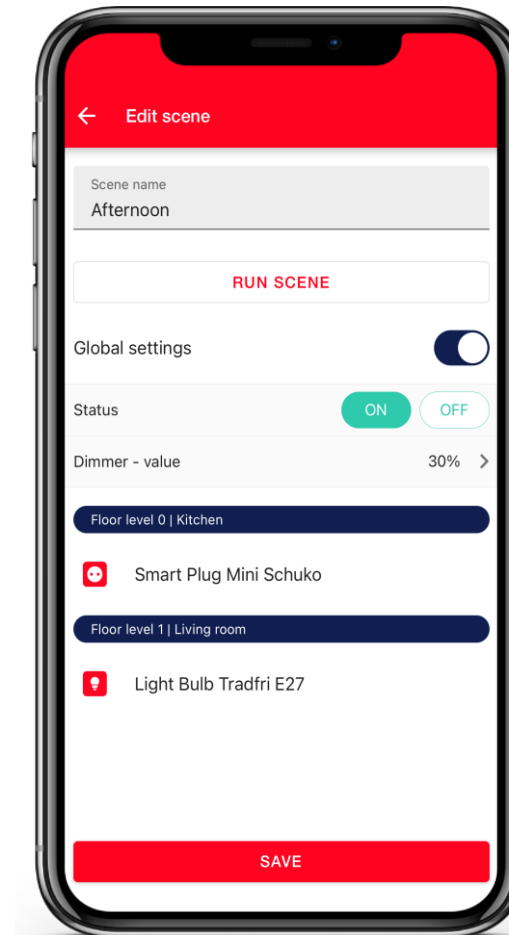 Edit scene
Scene name
Afternoon
RUN SCENE
Global settings
Status ON OFF
Dimmer - value 30%
Floor level 0 | Kitchen
Smart Plug Mini Schuko
Floor level 1 | Living room
Light Bulb Tradfri E27
SAVE